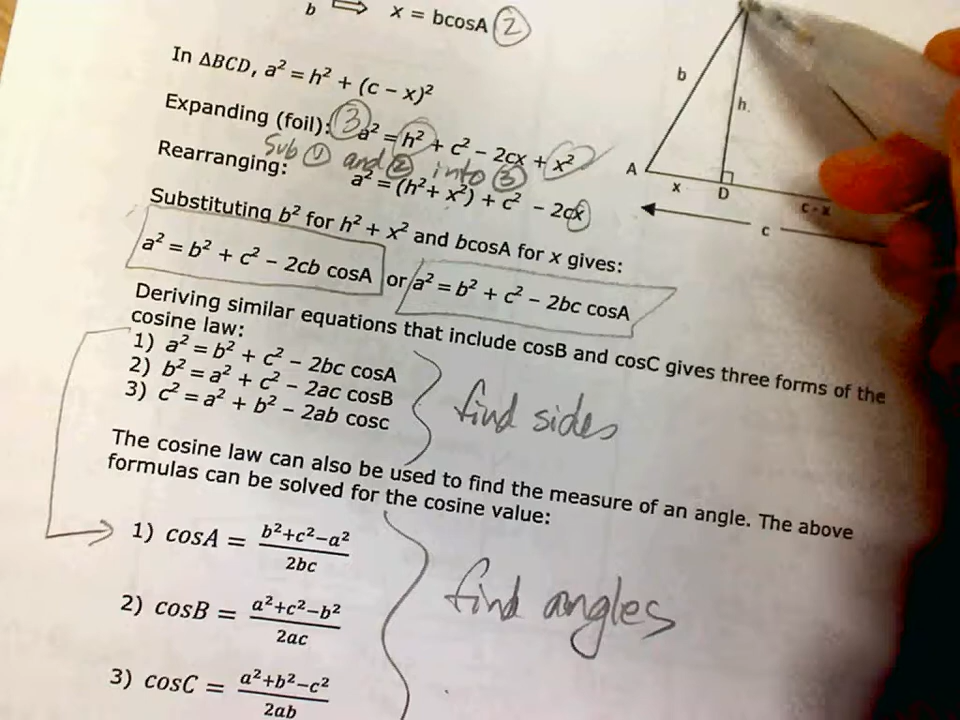 b ⟹ x = bcosA ②
In ΔBCD, a² = h² + (c − x)²
Expanding (foil): ③ a² = h² + c² − 2cx + x²
Sub ① and ② into ③
Rearranging: a² = (h² + x²) + c² − 2cx
Substituting b² for h² + x² and bcosA for x gives:
a² = b² + c² − 2cb cosA or a² = b² + c² − 2bc cosA
Deriving similar equations that include cosB and cosC gives three forms of the
cosine law:
1) a² = b² + c² − 2bc cosA
2) b² = a² + c² − 2ac cosB
3) c² = a² + b² − 2ab cosc
find sides
The cosine law can also be used to find the measure of an angle. The above
formulas can be solved for the cosine value:
1) cosA = b²+c²−a² / 2bc
2) cosB = a²+c²−b² / 2ac
3) cosC = a²+b²−c² / 2ab
find angles
b
h
A
x
D
c - x
c